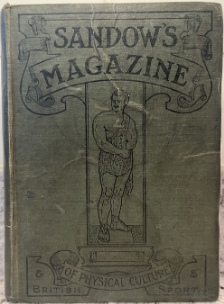 SANDOW'S
MAGAZINE
OF PHYSICAL CULTURE
& BRITISH SPORT